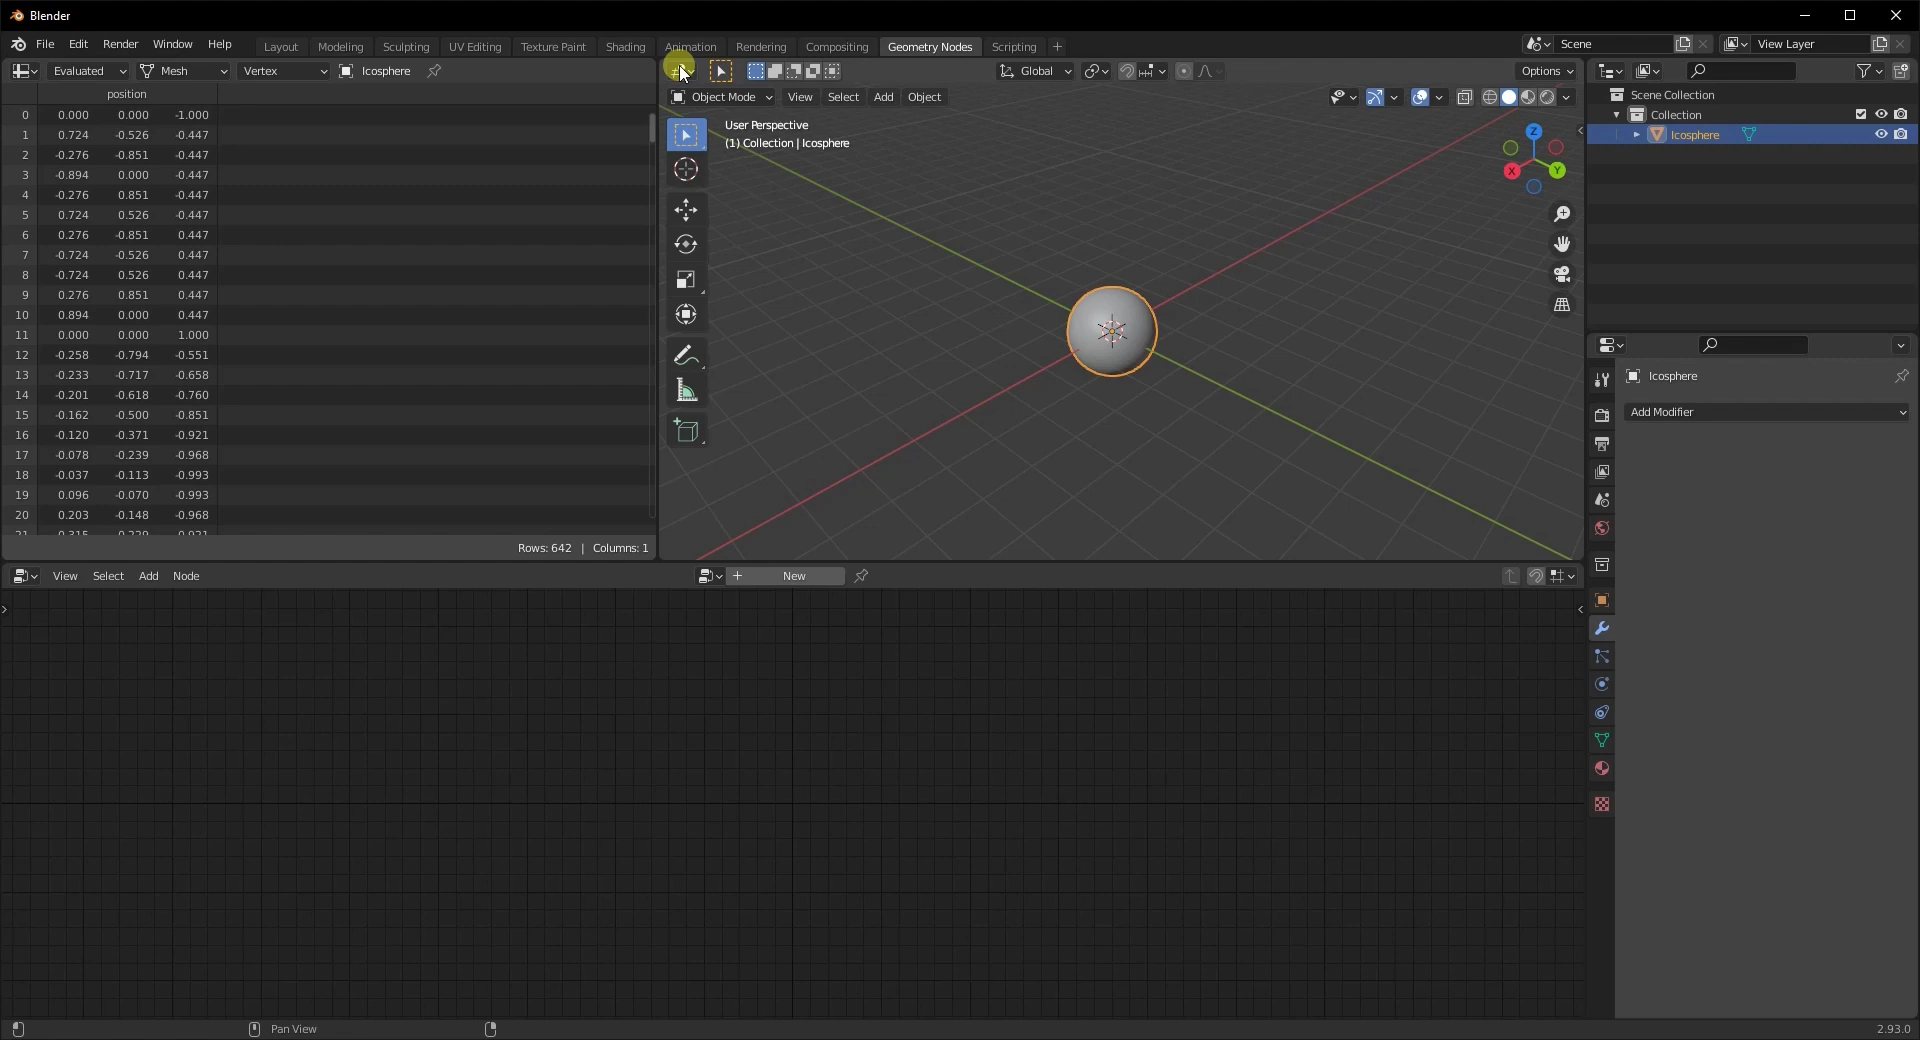 Blender
File Edit Render Window Help Layout Modeling Sculpting UV Editing Texture Paint Shading Animation Rendering Compositing Geometry Nodes Scripting + Scene View Layer
Evaluated Mesh Vertex Icosphere
Global Options
Object Mode View Select Add Object
position
0 0.000 0.000 -1.000
1 0.724 -0.526 -0.447
2 -0.276 -0.851 -0.447
3 -0.894 0.000 -0.447
4 -0.276 0.851 -0.447
5 0.724 0.526 -0.447
6 0.276 -0.851 0.447
7 -0.724 -0.526 0.447
8 -0.724 0.526 0.447
9 0.276 0.851 0.447
10 0.894 0.000 0.447
11 0.000 0.000 1.000
12 -0.258 -0.794 -0.551
13 -0.233 -0.717 -0.658
14 -0.201 -0.618 -0.760
15 -0.162 -0.500 -0.851
16 -0.120 -0.371 -0.921
17 -0.078 -0.239 -0.968
18 -0.037 -0.113 -0.993
19 0.096 -0.070 -0.993
20 0.203 -0.148 -0.968
Rows: 642 | Columns: 1
User Perspective
(1) Collection | Icosphere
Z
X Y
Scene Collection
Collection
Icosphere
Icosphere
Add Modifier
View Select Add Node + New
Pan View
2.93.0